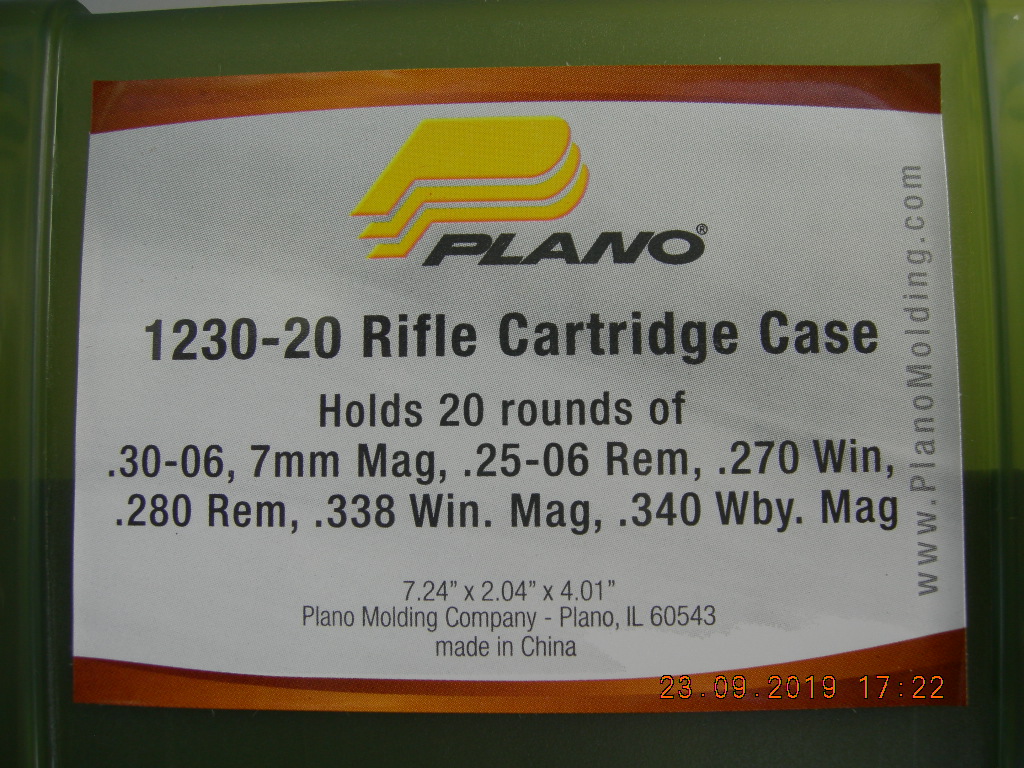 PLANO®
1230-20 Rifle Cartridge Case
Holds 20 rounds of
.30-06, 7mm Mag, .25-06 Rem, .270 Win,
.280 Rem, .338 Win. Mag, .340 Wby. Mag
7.24” x 2.04” x 4.01”
Plano Molding Company - Plano, IL 60543
made in China
www.PlanoMolding.com
23.09.2019 17:22